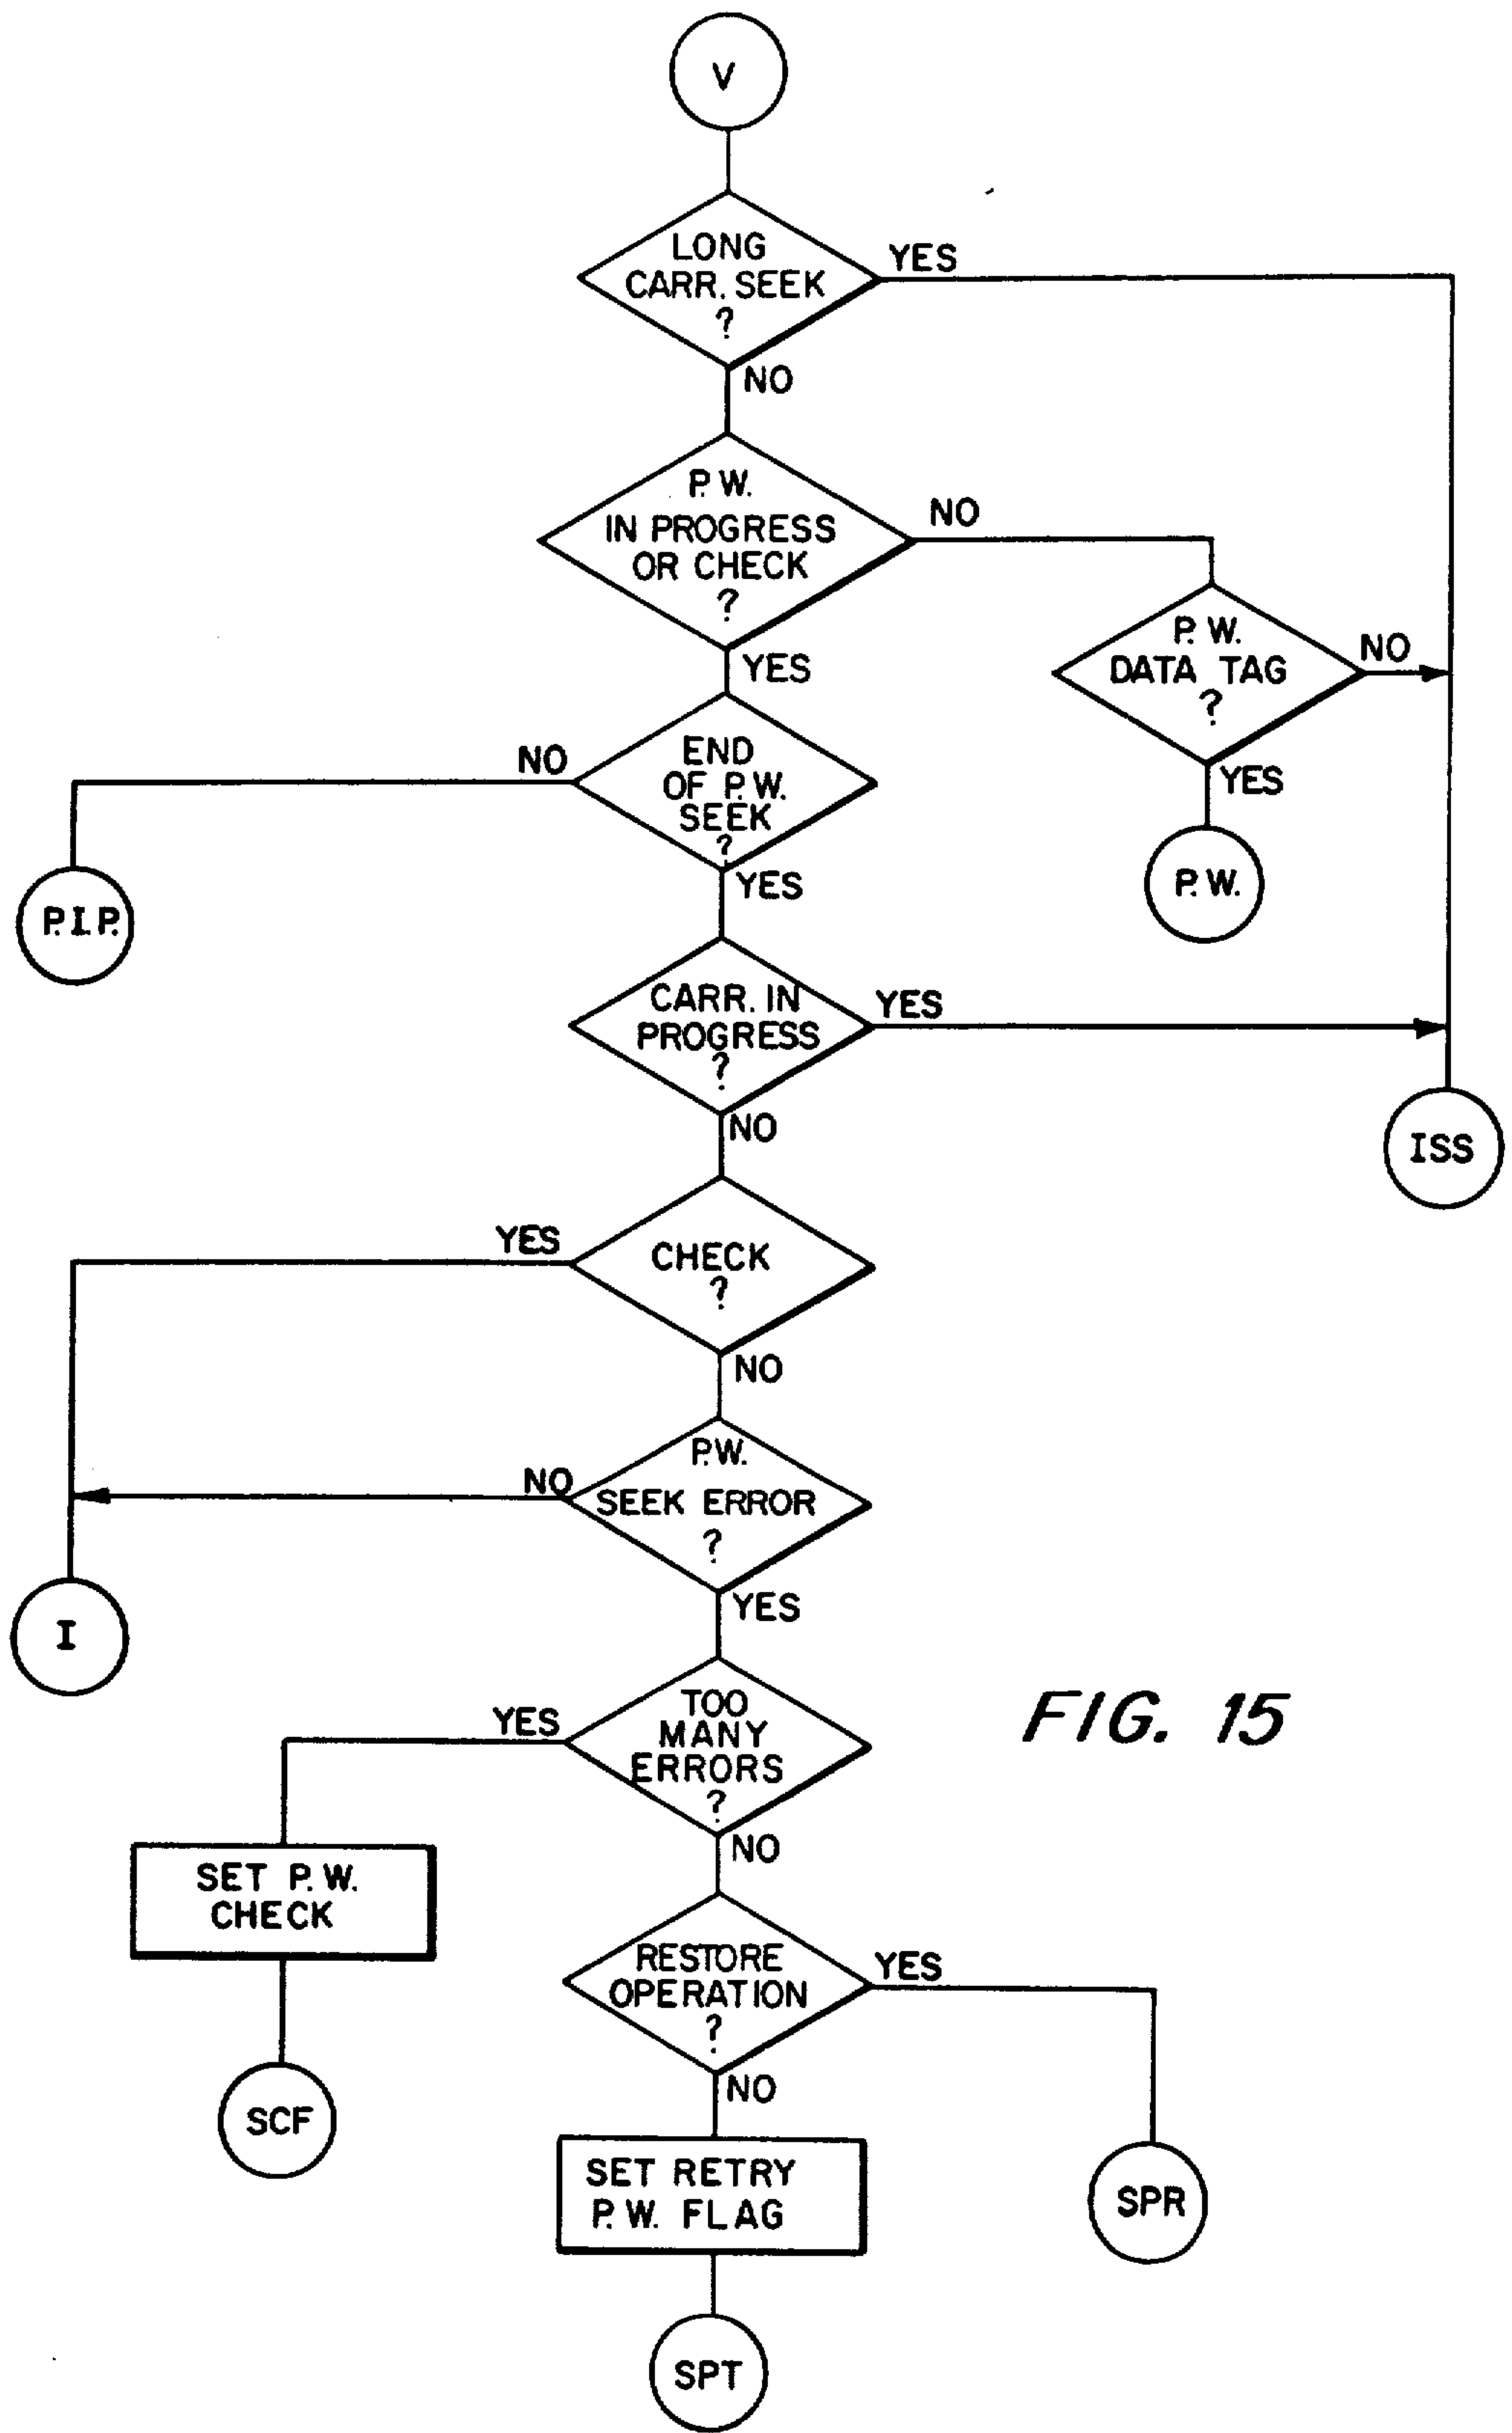 V
LONG
CARR. SEEK
?
YES
NO
P.W.
IN PROGRESS
OR CHECK
?
NO
YES
P.W.
DATA TAG
?
NO
YES
P.W.
END
OF P.W.
SEEK
?
NO
YES
P.I.P.
CARR. IN
PROGRESS
?
YES
NO
ISS
CHECK
?
YES
NO
P.W.
SEEK ERROR
?
NO
YES
I
TOO
MANY
ERRORS
?
YES
NO
FIG. 15
SET P.W.
CHECK
SCF
RESTORE
OPERATION
?
YES
NO
SET RETRY
P.W. FLAG
SPR
SPT